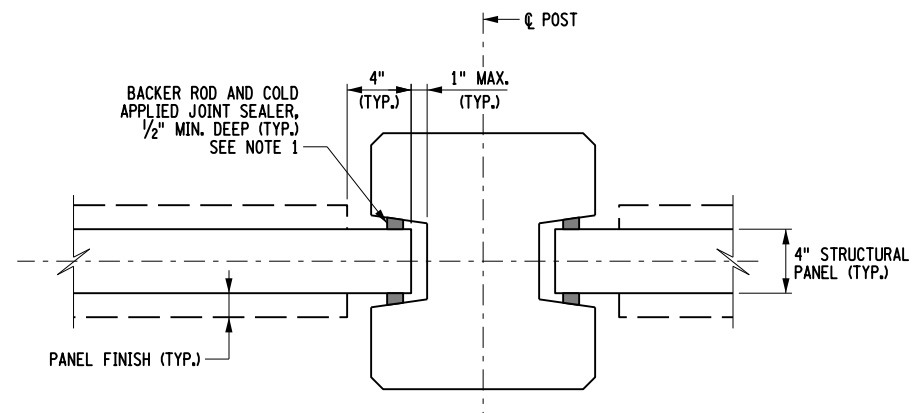 ℄ POST
4"
(TYP.)
1" MAX.
(TYP.)
BACKER ROD AND COLD
APPLIED JOINT SEALER,
1/2" MIN. DEEP (TYP.)
SEE NOTE 1
4" STRUCTURAL
PANEL (TYP.)
PANEL FINISH (TYP.)